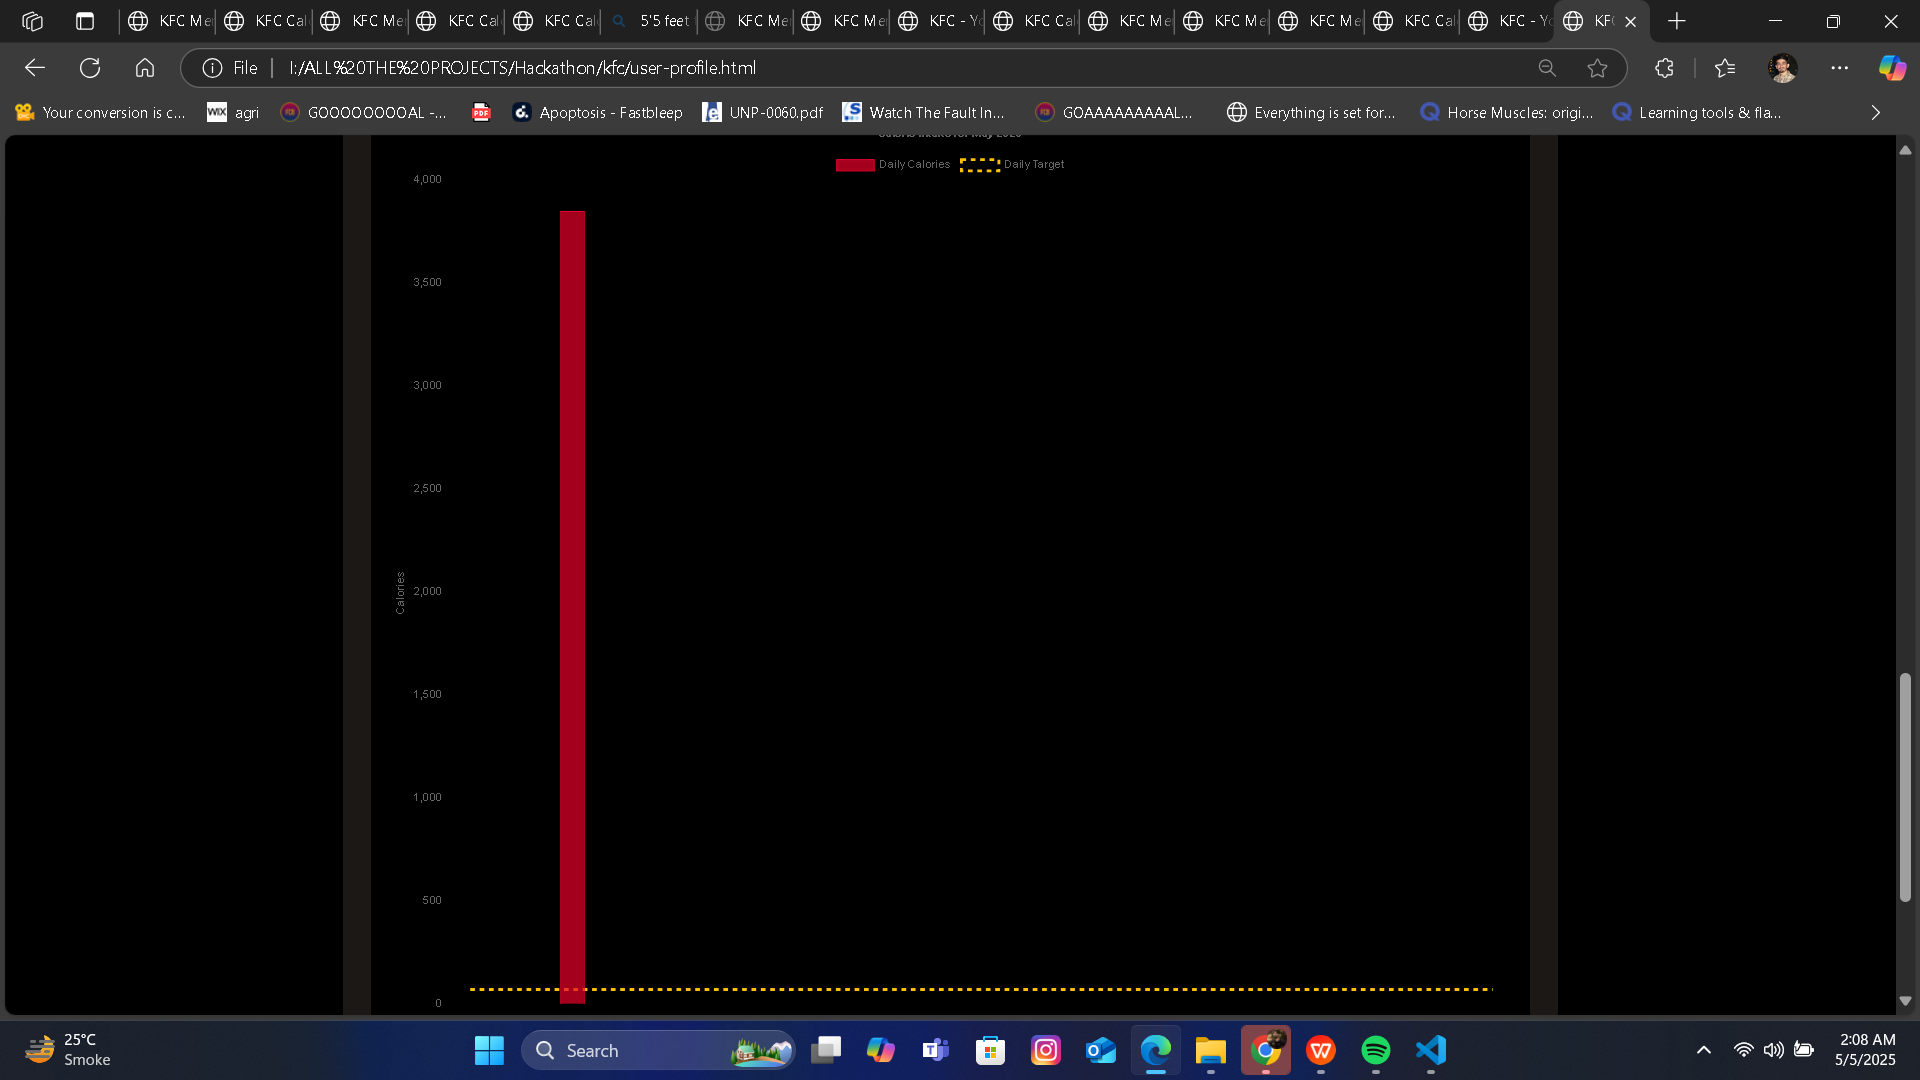 KFC Me
KFC Cal
KFC Me
KFC Cal
KFC Cal
5'5 feet
KFC Me
KFC Me
KFC - Yo
KFC Cal
KFC Me
KFC Me
KFC Me
KFC Cal
KFC - Yo
KF
File
I:/ALL%20THE%20PROJECTS/Hackathon/kfc/user-profile.html
Your conversion is c...
WIX agri
GOOOOOOOOAL -...
PDF
Apoptosis - Fastbleep
UNP-0060.pdf
Watch The Fault In...
GOAAAAAAAAAL...
Everything is set for...
Horse Muscles: origi...
Learning tools & fla...
Daily Calories
Daily Target
4,000
3,500
3,000
2,500
2,000
1,500
1,000
500
0
Calories
25°C
Smoke
Search
2:08 AM
5/5/2025